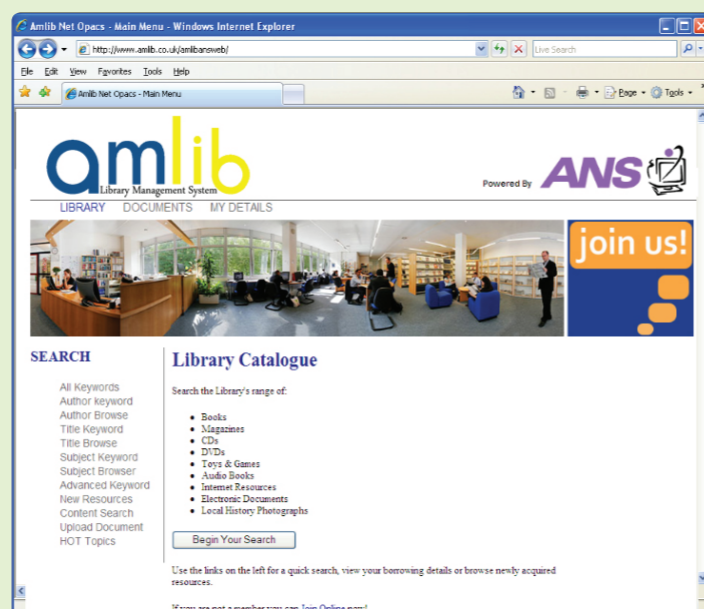 Amlib Net Opacs - Main Menu - Windows Internet Explorer
http://www.amlib.co.uk/amlibansweb/
Live Search
File Edit View Favorites Tools Help
Amlib Net Opacs - Main Menu
Page Tools
amlib
Library Management System
Powered By ANS
LIBRARY DOCUMENTS MY DETAILS
join us!
SEARCH
All Keywords
Author keyword
Author Browse
Title Keyword
Title Browse
Subject Keyword
Subject Browser
Advanced Keyword
New Resources
Content Search
Upload Document
HOT Topics
Library Catalogue
Search the Library's range of:
Books
Magazines
CDs
DVDs
Toys & Games
Audio Books
Internet Resources
Electronic Documents
Local History Photographs
Begin Your Search
Use the links on the left for a quick search, view your borrowing details or browse newly acquired
resources.
If you are not a member you can Join Online now!